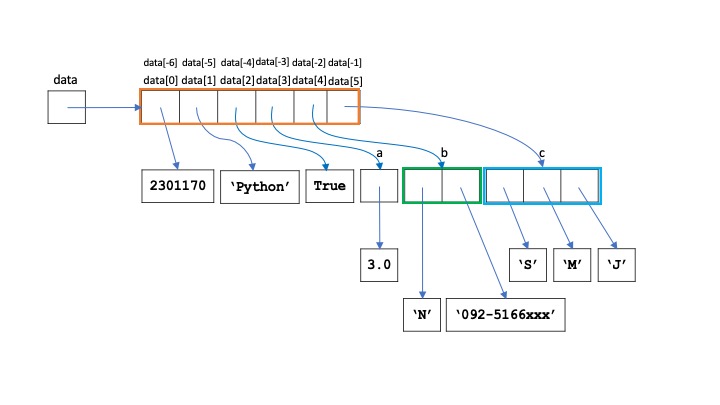 data[-6] data[-5] data[-4] data[-3] data[-2] data[-1]
data data[0] data[1] data[2] data[3] data[4] data[5]
a b c
2301170 ‘Python’ True
3.0 ‘S’ ‘M’ ‘J’
‘N’ ‘092-5166xxx’